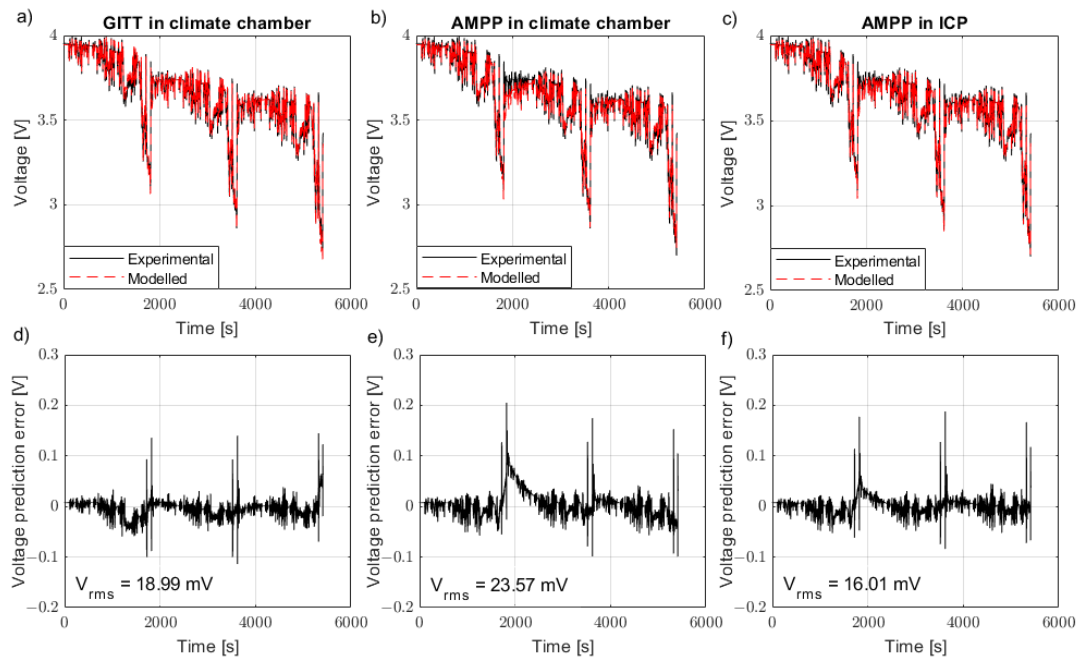 a)
GITT in climate chamber
4
3.5
3
2.5
Voltage [V]
Experimental
Modelled
0
2000
4000
6000
Time [s]
b)
AMPP in climate chamber
4
3.5
3
2.5
Voltage [V]
Experimental
Modelled
0
2000
4000
6000
Time [s]
c)
AMPP in ICP
4
3.5
3
2.5
Voltage [V]
Experimental
Modelled
0
2000
4000
6000
Time [s]
d)
0.3
0.2
0.1
0
−0.1
−0.2
Voltage prediction error [V]
Vrms = 18.99 mV
0
2000
4000
6000
Time [s]
e)
0.3
0.2
0.1
0
−0.1
−0.2
Voltage prediction error [V]
Vrms = 23.57 mV
0
2000
4000
6000
Time [s]
f)
0.3
0.2
0.1
0
−0.1
−0.2
Voltage prediction error [V]
Vrms = 16.01 mV
0
2000
4000
6000
Time [s]